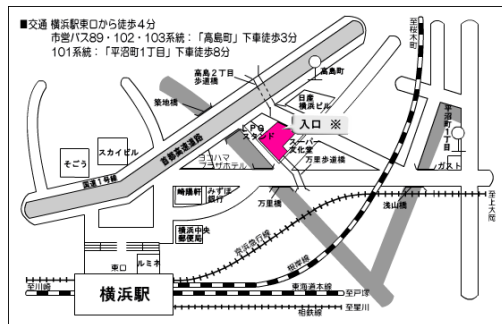 ■交通 横浜駅東口から徒歩4分
市営バス89・102・103系統:「高島町」下車徒歩3分
101系統:「平沼町1丁目」下車徒歩8分
至桜木町
高島2丁目
歩道橋
高島町
築地橋
日産
横浜ビル
平沼町1丁目
LPG
スタンド
入口 ※
スーパー
文化堂
首都高速道路
スカイビル
そごう
ヨコハマ
プラザホテル
万里歩道橋
ガスト
国道1号線
崎陽軒
みずほ
銀行
万里橋
浅山橋
至上大岡
横浜中央
郵便局
京浜急行線
根岸線
東口
ルミネ
至川崎
横浜駅
東海道本線
至戸塚
相鉄線
至星川